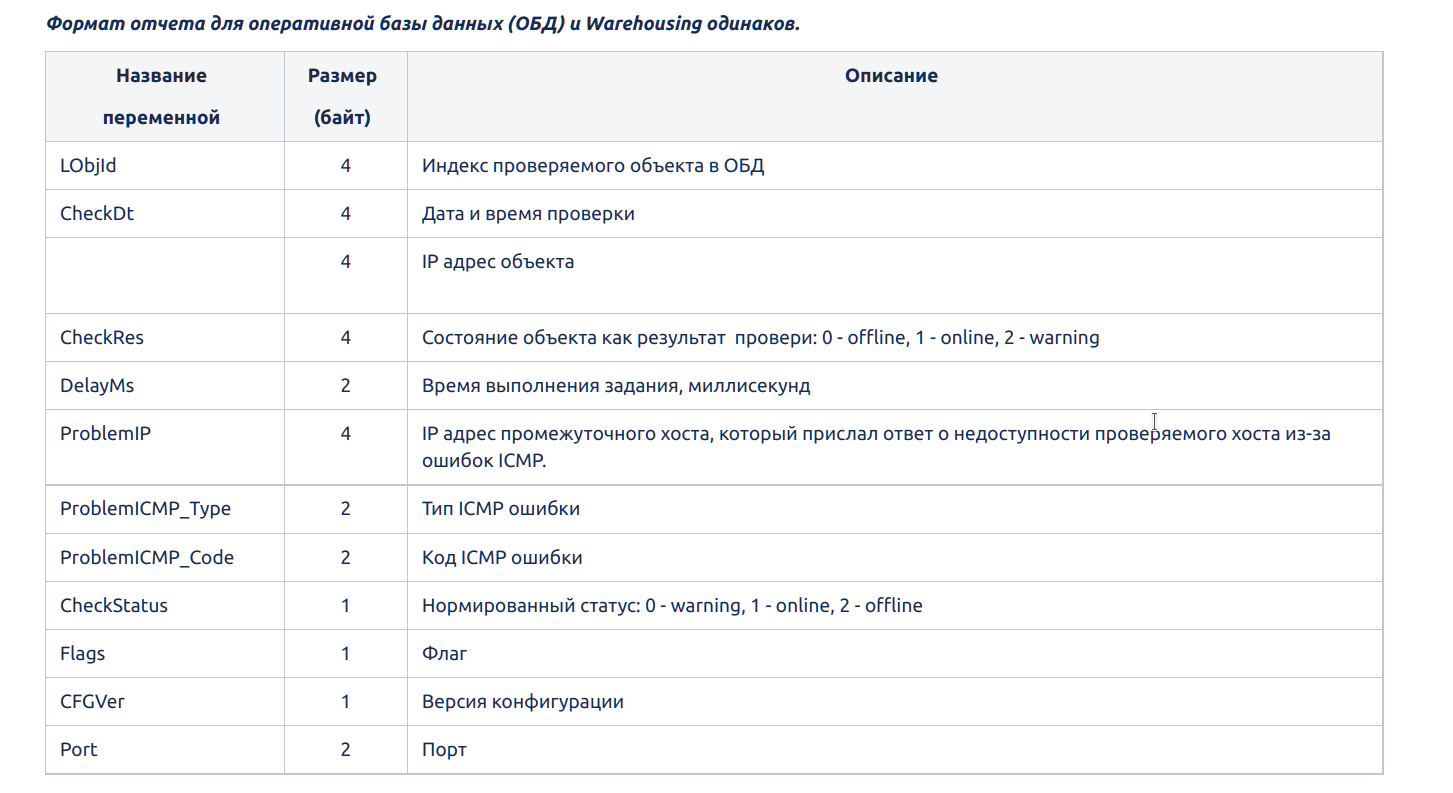 Формат отчета для оперативной базы данных (ОБД) и Warehousing одинаков.
Название Размер Описание
переменной (байт)
LObjId 4 Индекс проверяемого объекта в ОБД
CheckDt 4 Дата и время проверки
4 IP адрес объекта
CheckRes 4 Состояние объекта как результат провери: 0 - offline, 1 - online, 2 - warning
DelayMs 2 Время выполнения задания, миллисекунд
ProblemIP 4 IP адрес промежуточного хоста, который прислал ответ о недоступности проверяемого хоста из-за
ошибок ICMP.
ProblemICMP_Type 2 Тип ICMP ошибки
ProblemICMP_Code 2 Код ICMP ошибки
CheckStatus 1 Нормированный статус: 0 - warning, 1 - online, 2 - offline
Flags 1 Флаг
CFGVer 1 Версия конфигурации
Port 2 Порт